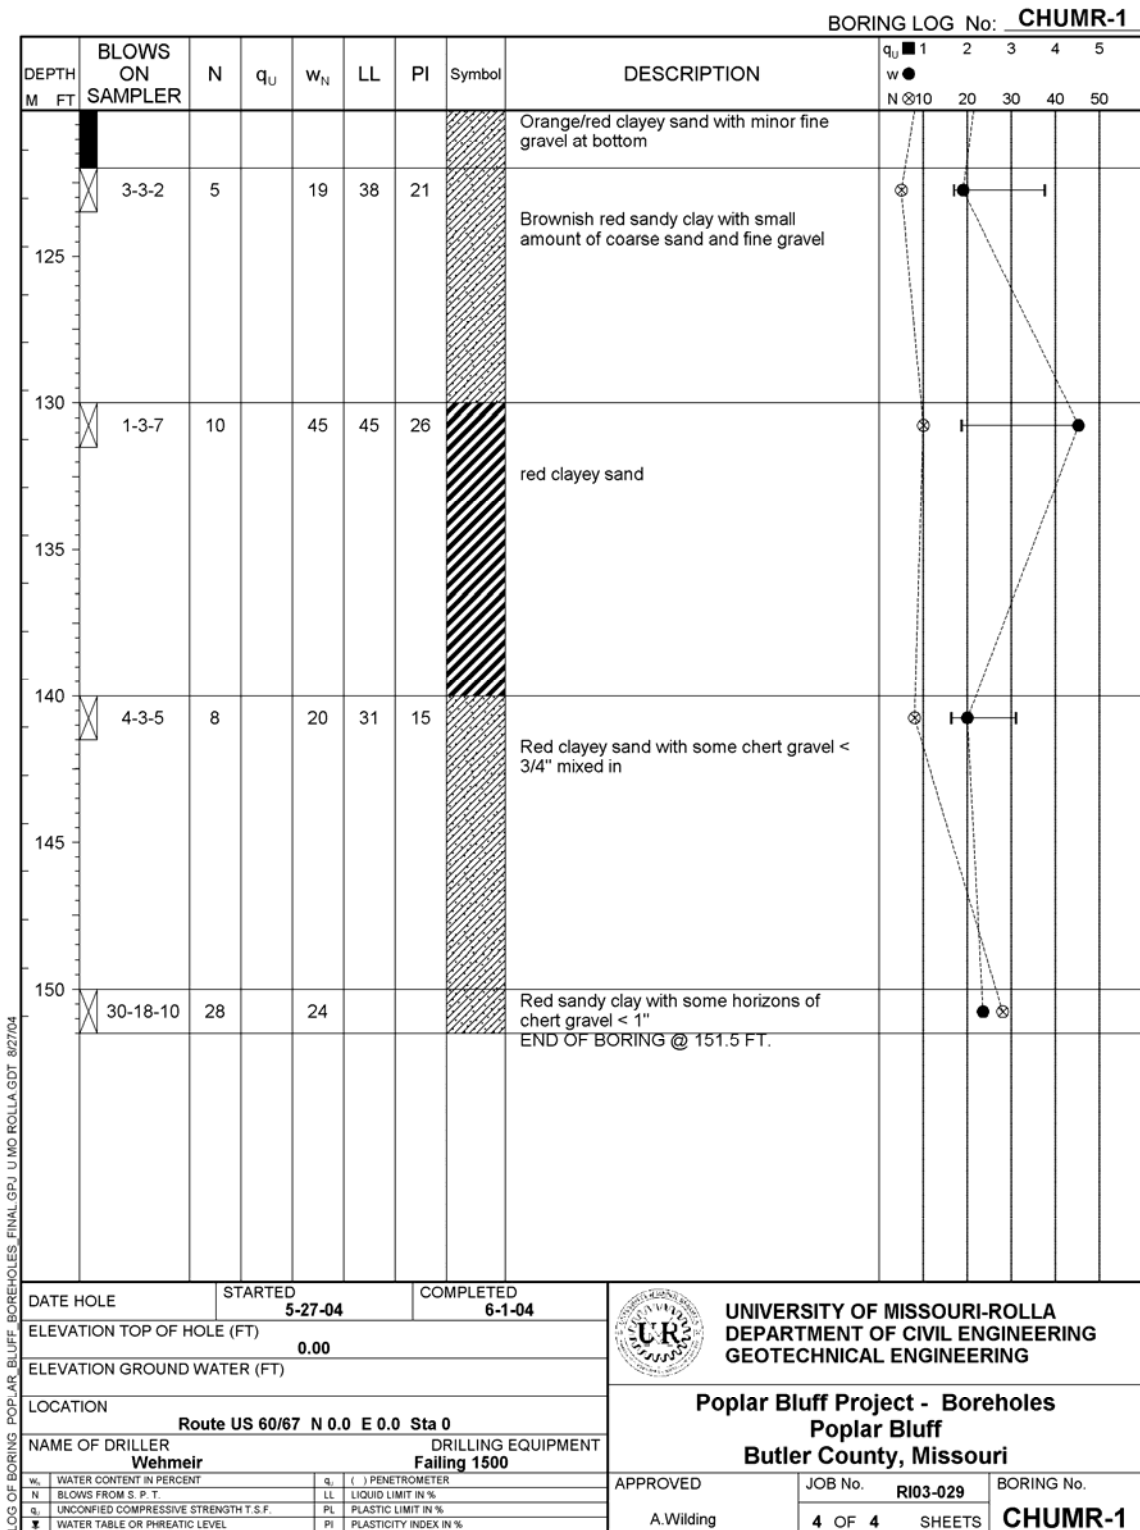 BORING LOG No: CHUMR-1
DEPTH
M FT
BLOWS
ON
SAMPLER
N
qU
wN
LL
PI
Symbol
DESCRIPTION
qU ■ 1 2 3 4 5
w ●
N ⊗ 10 20 30 40 50
Orange/red clayey sand with minor fine
gravel at bottom
3-3-2 5 19 38 21
Brownish red sandy clay with small
amount of coarse sand and fine gravel
125
130
1-3-7 10 45 45 26
red clayey sand
135
140
4-3-5 8 20 31 15
Red clayey sand with some chert gravel <
3/4" mixed in
145
150
30-18-10 28 24
Red sandy clay with some horizons of
chert gravel < 1"
END OF BORING @ 151.5 FT.
LOG OF BORING POPLAR_BLUFF_BOREHOLES_FINAL.GPJ U MO ROLLA.GDT 8/27/04
DATE HOLE
STARTED
5-27-04
COMPLETED
6-1-04
ELEVATION TOP OF HOLE (FT)
0.00
ELEVATION GROUND WATER (FT)
LOCATION
Route US 60/67 N 0.0 E 0.0 Sta 0
NAME OF DRILLER
Wehmeir
DRILLING EQUIPMENT
Failing 1500
wN WATER CONTENT IN PERCENT
N BLOWS FROM S. P. T.
qU UNCONFIED COMPRESSIVE STRENGTH T.S.F.
WATER TABLE OR PHREATIC LEVEL
qU ( ) PENETROMETER
LL LIQUID LIMIT IN %
PL PLASTIC LIMIT IN %
PI PLASTICITY INDEX IN %
UR
UNIVERSITY OF MISSOURI-ROLLA
DEPARTMENT OF CIVIL ENGINEERING
GEOTECHNICAL ENGINEERING
Poplar Bluff Project - Boreholes
Poplar Bluff
Butler County, Missouri
APPROVED
A.Wilding
JOB No. RI03-029
4 OF 4 SHEETS
BORING No.
CHUMR-1